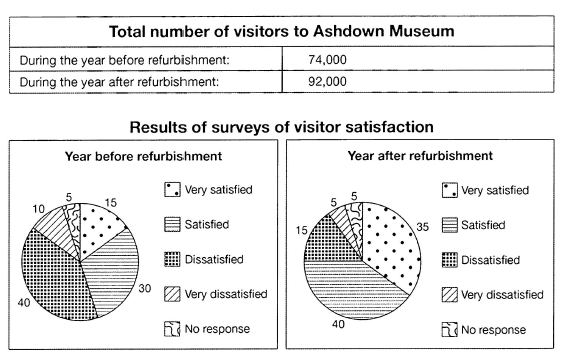 Total number of visitors to Ashdown Museum
During the year before refurbishment: 74,000
During the year after refurbishment: 92,000
Results of surveys of visitor satisfaction
Year before refurbishment
5
15
10
40
30
Very satisfied
Satisfied
Dissatisfied
Very dissatisfied
No response
Year after refurbishment
5
5
15
35
40
Very satisfied
Satisfied
Dissatisfied
Very dissatisfied
No response